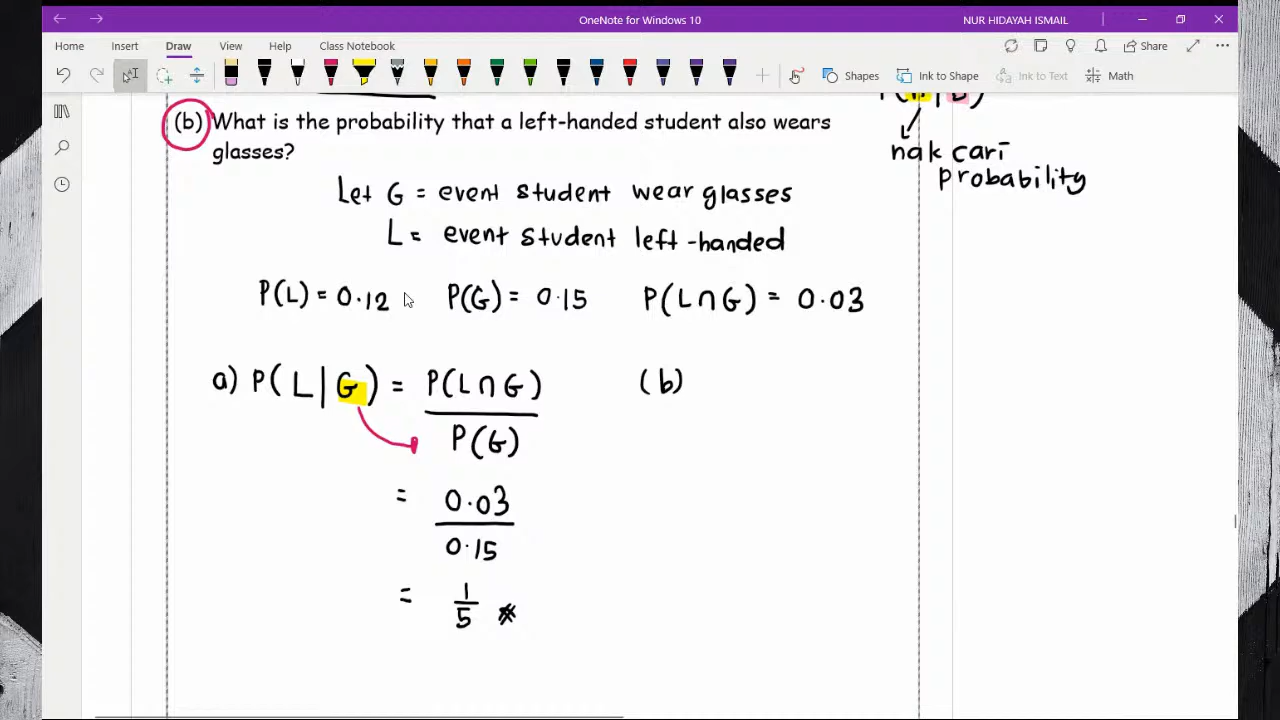 OneNote for Windows 10
NUR HIDAYAH ISMAIL
Home Insert Draw View Help Class Notebook
Share
Shapes Ink to Shape Ink to Text Math
(b) What is the probability that a left-handed student also wears
glasses?
nak cari
probability
Let G = event student wear glasses
L = event student left-handed
P(L) = 0.12 P(G) = 0.15 P(L ∩ G) = 0.03
a) P( L | G ) = P(L ∩ G)
P(G)
(b)
= 0.03
0.15
= 1
5 *